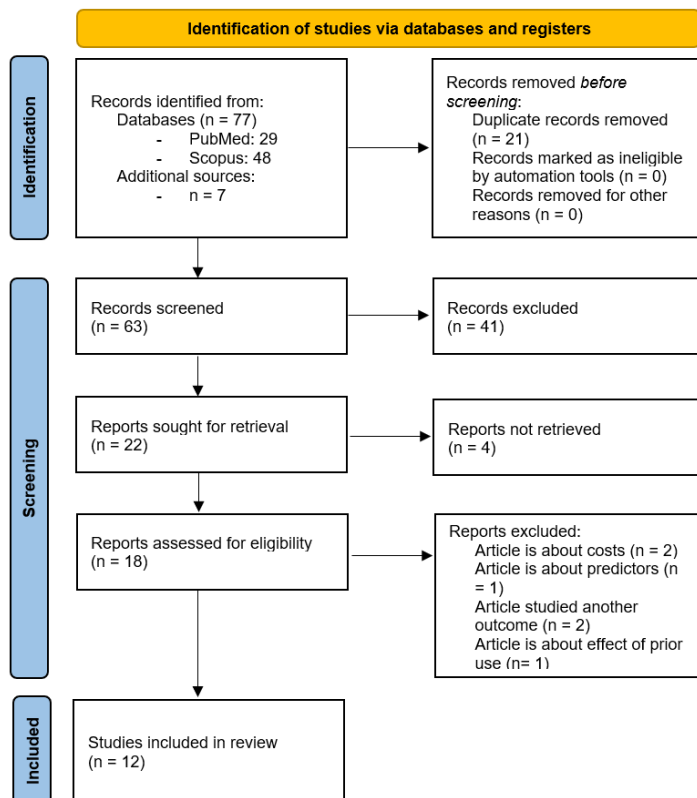 Identification of studies via databases and registers
Identification
Records identified from:
Databases (n = 77)
- PubMed: 29
- Scopus: 48
Additional sources:
- n = 7
Records removed before
screening:
Duplicate records removed
(n = 21)
Records marked as ineligible
by automation tools (n = 0)
Records removed for other
reasons (n = 0)
Screening
Records screened
(n = 63)
Records excluded
(n = 41)
Reports sought for retrieval
(n = 22)
Reports not retrieved
(n = 4)
Reports assessed for eligibility
(n = 18)
Reports excluded:
Article is about costs (n = 2)
Article is about predictors (n
= 1)
Article studied another
outcome (n = 2)
Article is about effect of prior
use (n= 1)
Included
Studies included in review
(n = 12)